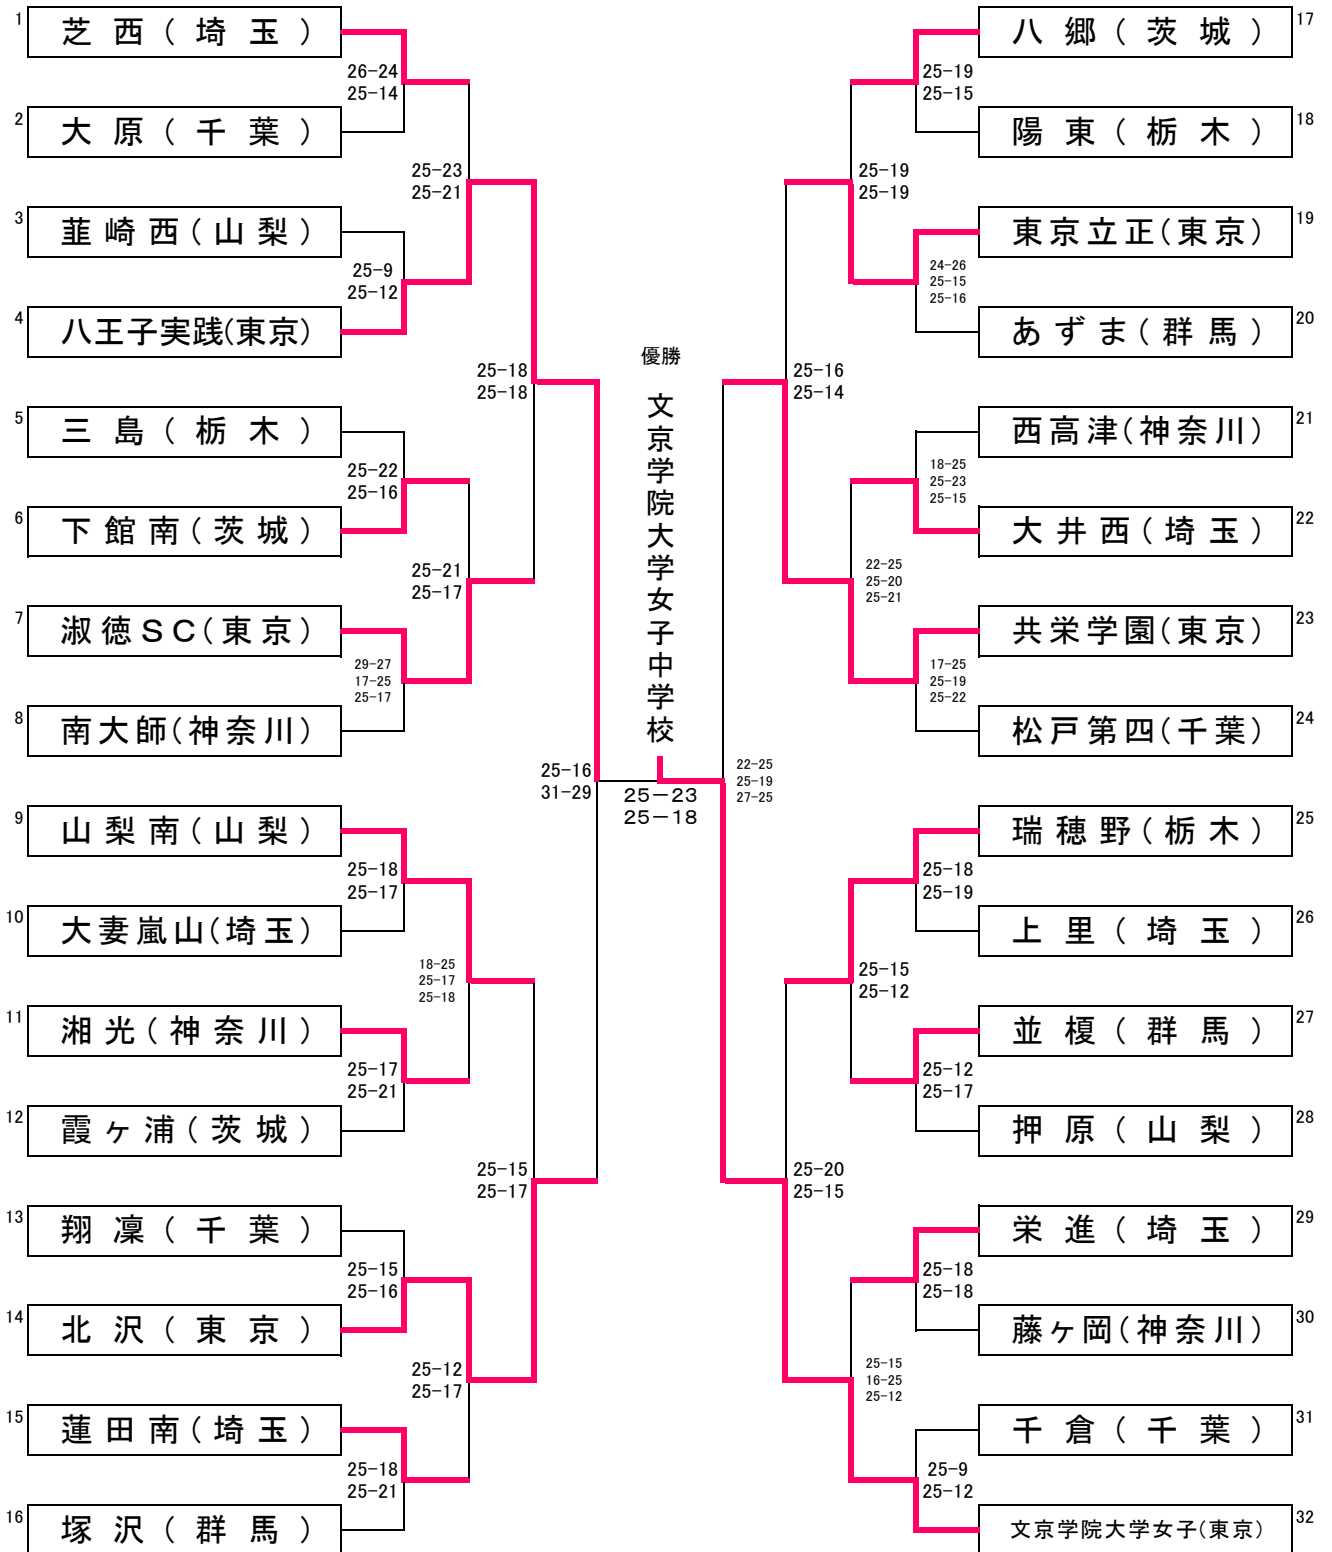 1 芝西(埼玉)
26-24
25-14
2 大原(千葉)
25-23
25-21
3 韮崎西(山梨)
25-9
25-12
4 八王子実践(東京)
25-18
25-18
5 三島(栃木)
25-22
25-16
6 下館南(茨城)
25-21
25-17
7 淑徳SC(東京)
29-27
17-25
25-17
8 南大師(神奈川)
25-16
31-29
9 山梨南(山梨)
25-18
25-17
10 大妻嵐山(埼玉)
18-25
25-17
25-18
11 湘光(神奈川)
25-17
25-21
12 霞ヶ浦(茨城)
25-15
25-17
13 翔凜(千葉)
25-15
25-16
14 北沢(東京)
25-12
25-17
15 蓮田南(埼玉)
25-18
25-21
16 塚沢(群馬)
優勝
文京学院大学女子中学校
25-23
25-18
八郷(茨城) 17
25-19
25-15
陽東(栃木) 18
25-19
25-19
東京立正(東京) 19
24-26
25-15
25-16
あずま(群馬) 20
25-16
25-14
西高津(神奈川) 21
18-25
25-23
25-15
大井西(埼玉) 22
22-25
25-20
25-21
共栄学園(東京) 23
17-25
25-19
25-22
松戸第四(千葉) 24
22-25
25-19
27-25
瑞穂野(栃木) 25
25-18
25-19
上里(埼玉) 26
25-15
25-12
並榎(群馬) 27
25-12
25-17
押原(山梨) 28
25-20
25-15
栄進(埼玉) 29
25-18
25-18
藤ヶ岡(神奈川) 30
25-15
16-25
25-12
千倉(千葉) 31
25-9
25-12
文京学院大学女子(東京) 32